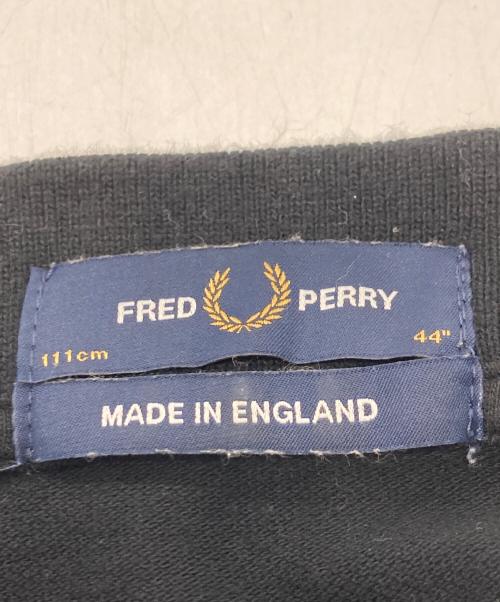 FRED PERRY
111cm 44"
MADE IN ENGLAND